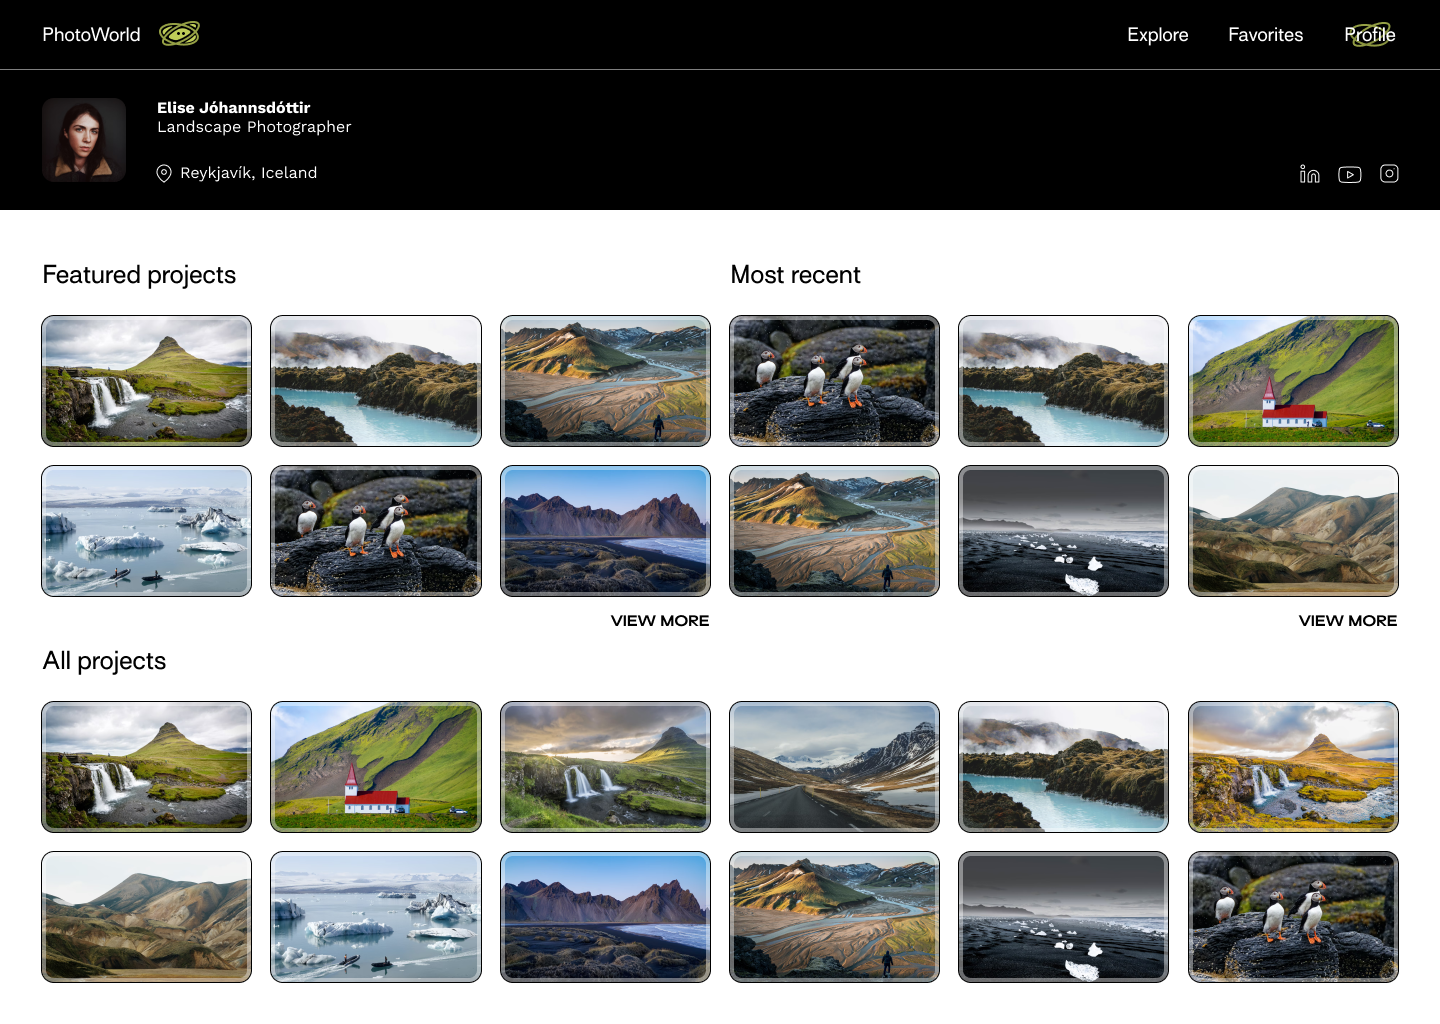 PhotoWorld
Explore
Favorites
Profile
Elise Jóhannsdóttir
Landscape Photographer
Reykjavík, Iceland
in
Featured projects
Most recent
VIEW MORE
VIEW MORE
All projects